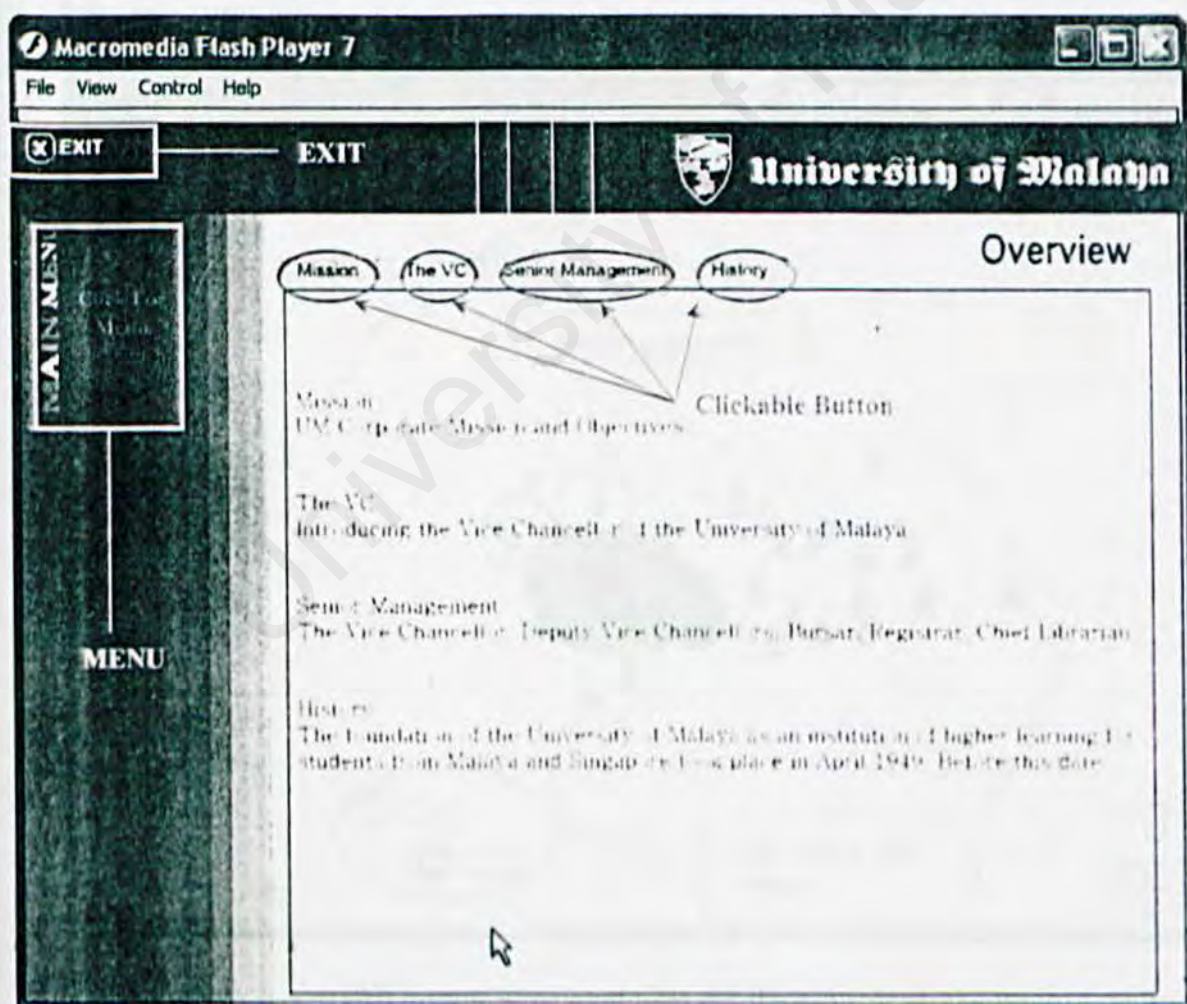 Macromedia Flash Player 7
File View Control Help
EXIT
EXIT
University of Malaya
MAIN MENU
Click For
Menu
Overview
Mission The VC Senior Management History
Clickable Button
Mission
UM Corporate Mission and Objectives
The VC
Introducing the Vice Chancellor of the University of Malaya
Senior Management
The Vice Chancellor, Deputy Vice Chancellors, Bursar, Registrar, Chief Librarian
MENU
History
The foundation of the University of Malaya as an institution of higher learning for
students from Malaya and Singapore took place in April 1949. Before this date